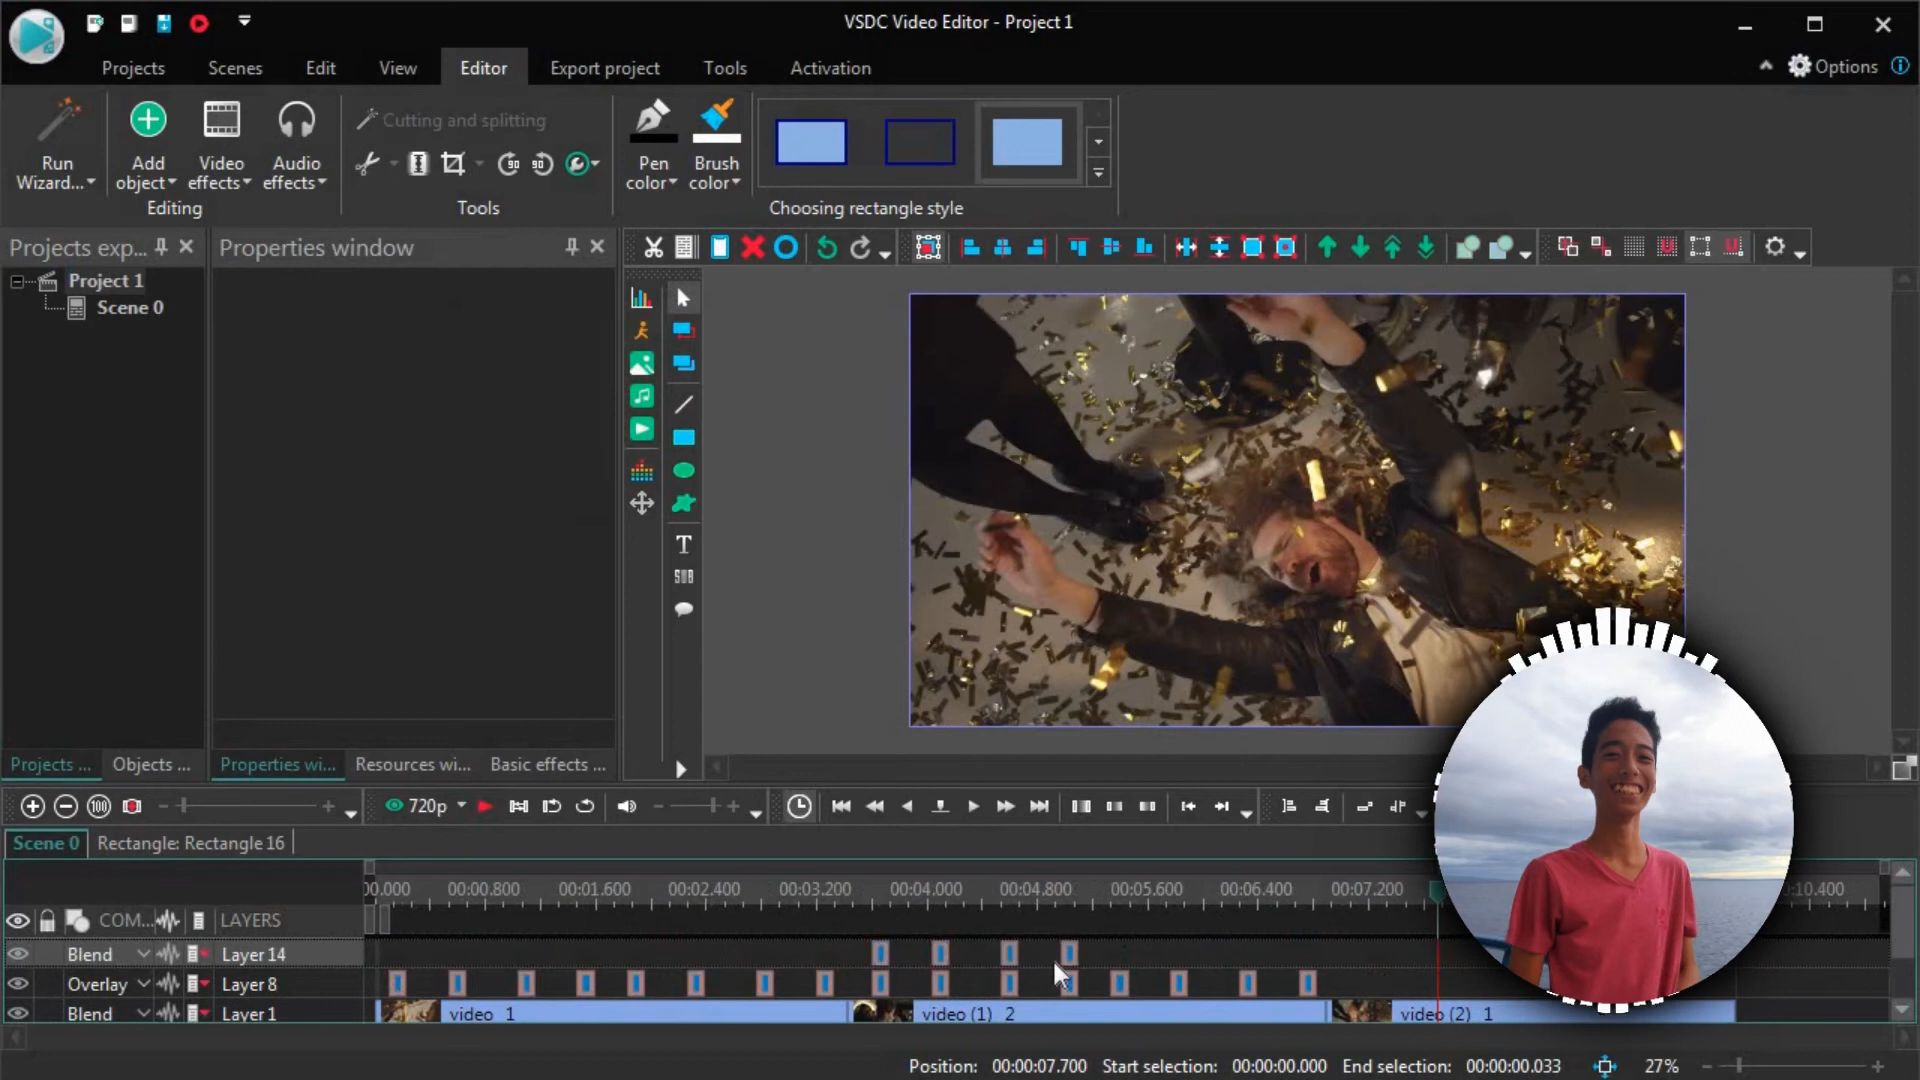 VSDC Video Editor - Project 1
Projects Scenes Edit View Editor Export project Tools Activation Options
Cutting and splitting
Run Wizard... Add object Video effects Audio effects Pen color Brush color
90 90
Editing Tools Choosing rectangle style
Projects exp... Properties window
Project 1
Scene 0
T
SUB
Projects ... Objects ... Properties wi... Resources wi... Basic effects ...
100 720p
Scene 0 Rectangle: Rectangle 16
00.000 00:00.800 00:01.600 00:02.400 00:03.200 00:04.000 00:04.800 00:05.600 00:06.400 00:07.200 0:10.400
COM... LAYERS
Blend Layer 14
Overlay Layer 8
Blend Layer 1 video 1 video (1) 2 video (2) 1
Position: 00:00:07.700 Start selection: 00:00:00.000 End selection: 00:00:00.033 27%